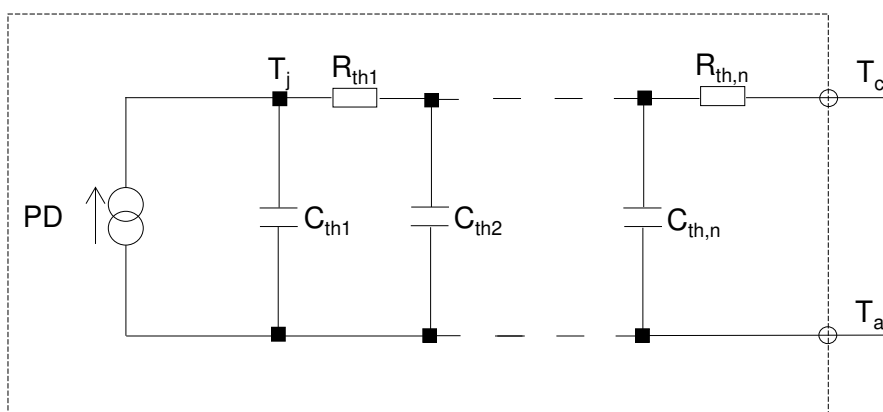 T_j R_th1 R_th,n T_c
PD C_th1 C_th2 C_th,n
T_a